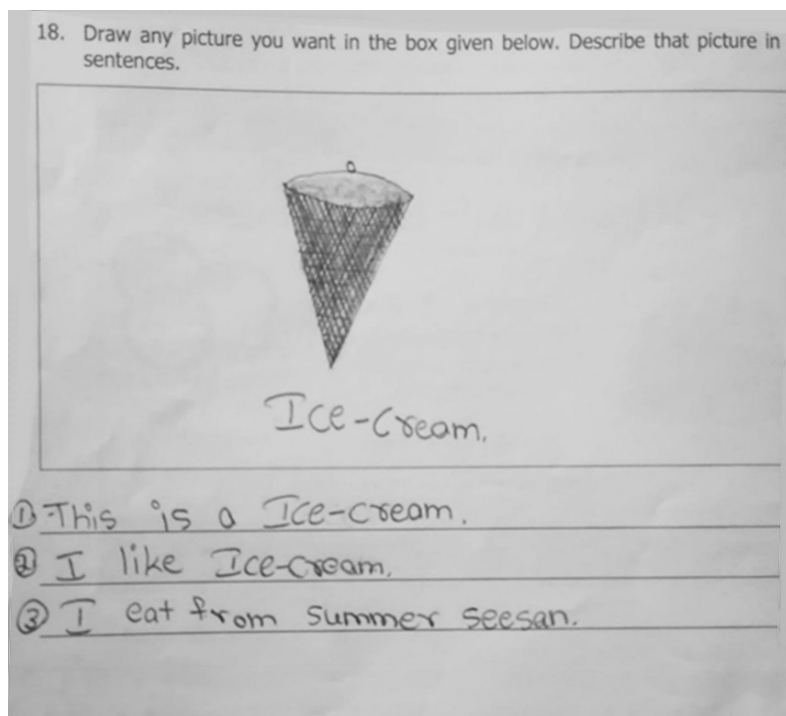 18. Draw any picture you want in the box given below. Describe that picture in
sentences.
Ice-Cream.
① This is a Ice-cream.
② I like Ice-cream.
③ I eat from summer seesan.